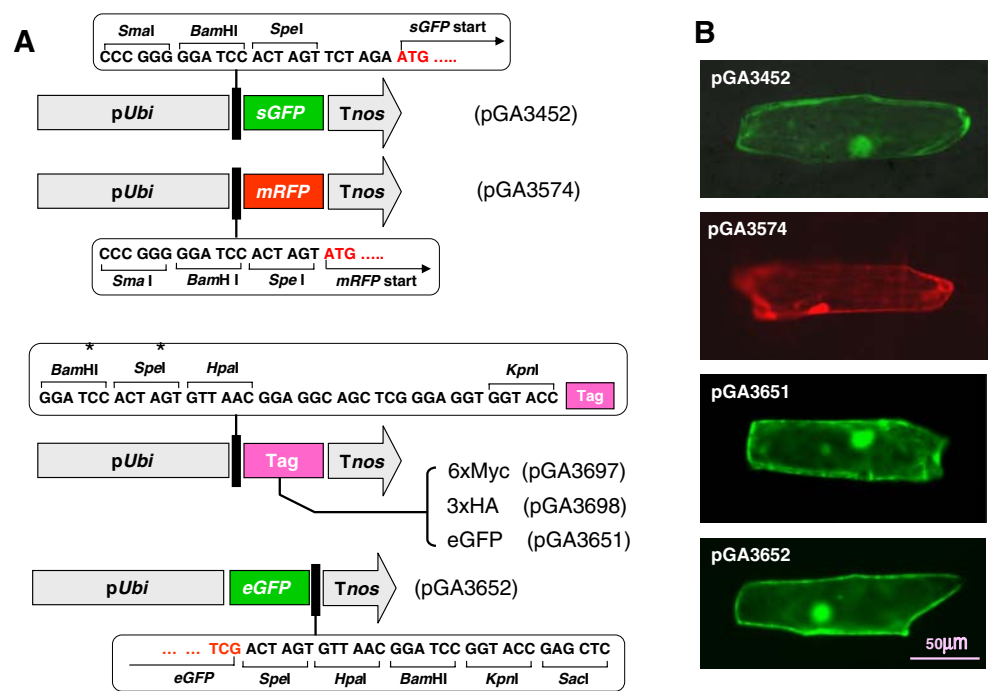 A
SmaI BamHI SpeI sGFP start
CCC GGG GGA TCC ACT AGT TCT AGA ATG …..
pUbi sGFP Tnos (pGA3452)
pUbi mRFP Tnos (pGA3574)
CCC GGG GGA TCC ACT AGT ATG …..
Sma I BamH I Spe I mRFP start
* *
BamHI SpeI HpaI KpnI
GGA TCC ACT AGT GTT AAC GGA GGC AGC TCG GGA GGT GGT ACC Tag
pUbi Tag Tnos
6xMyc (pGA3697)
3xHA (pGA3698)
eGFP (pGA3651)
pUbi eGFP Tnos (pGA3652)
… … TCG ACT AGT GTT AAC GGA TCC GGT ACC GAG CTC
eGFP SpeI HpaI BamHI KpnI SacI
B
pGA3452
pGA3574
pGA3651
pGA3652
50µm